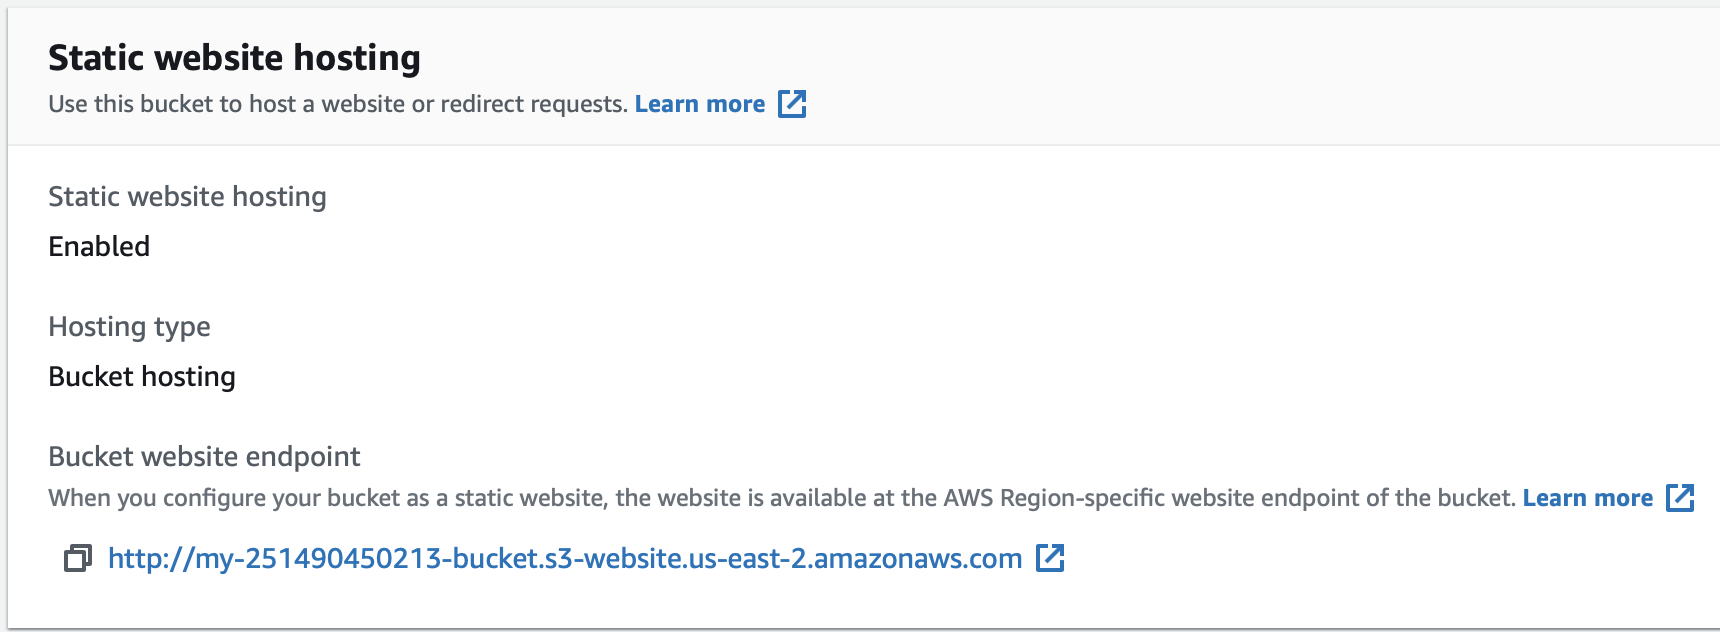 Static website hosting
Use this bucket to host a website or redirect requests. Learn more
Static website hosting
Enabled
Hosting type
Bucket hosting
Bucket website endpoint
When you configure your bucket as a static website, the website is available at the AWS Region-specific website endpoint of the bucket. Learn more
http://my-251490450213-bucket.s3-website.us-east-2.amazonaws.com